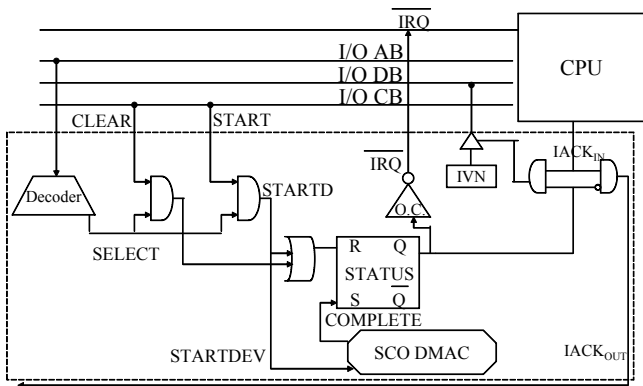 IRQ
I/O AB
I/O DB
CPU
I/O CB
CLEAR
START
IRQ
IACK_IN
Decoder
STARTD
IVN
O.C.
SELECT
R
Q
STATUS
S
Q
COMPLETE
STARTDEV
SCO DMAC
IACK_OUT